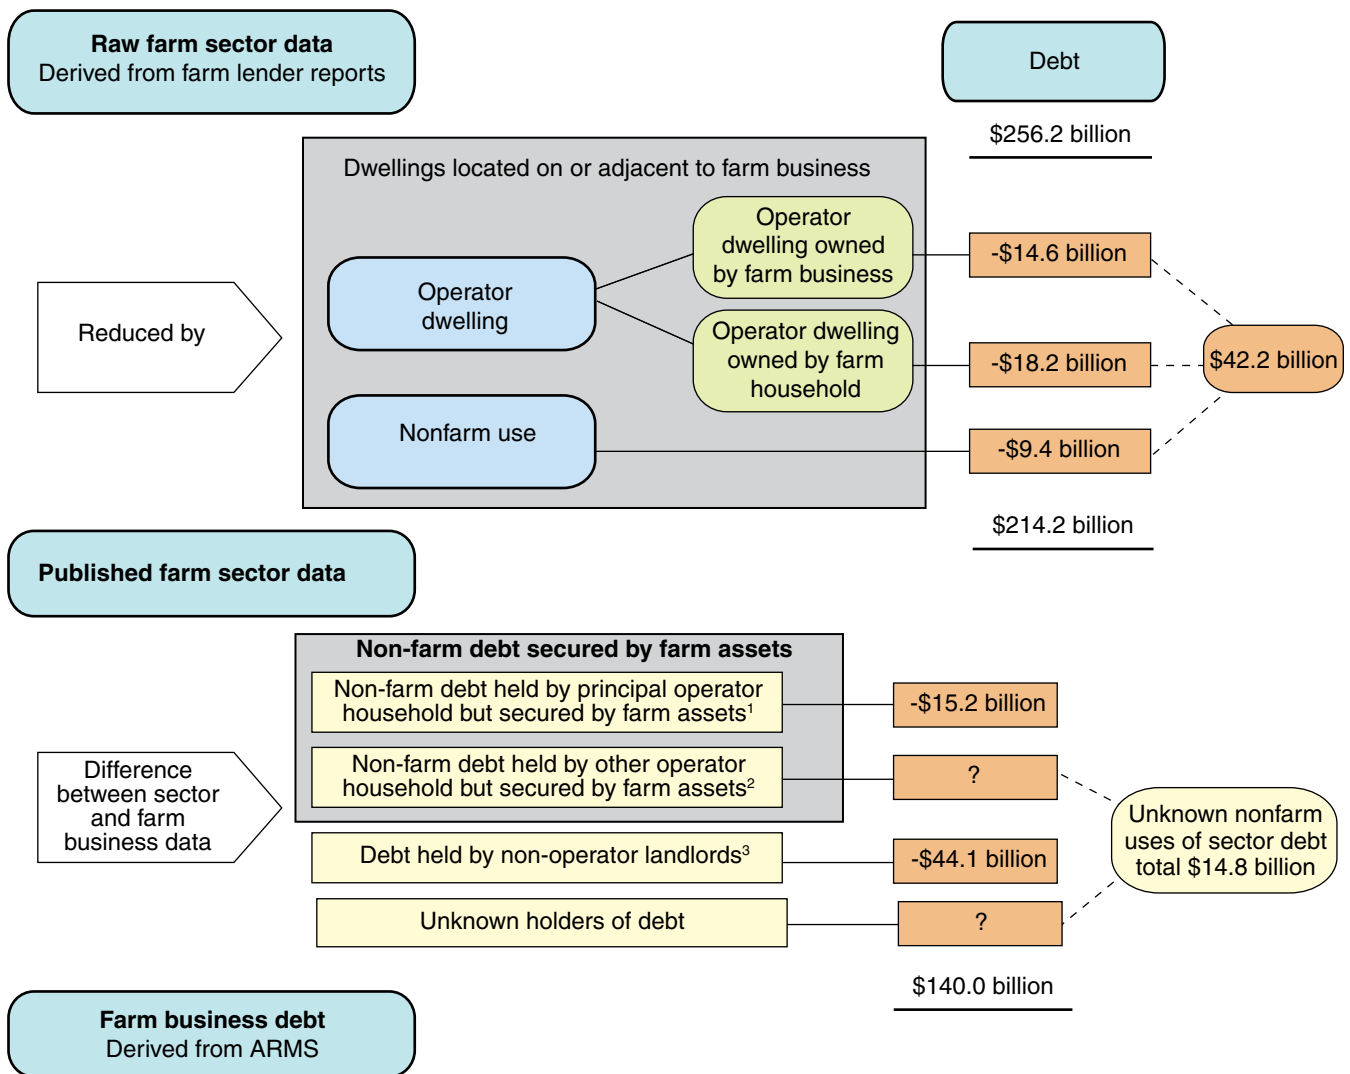 Raw farm sector data
Derived from farm lender reports
Debt
$256.2 billion
Dwellings located on or adjacent to farm business
Operator
dwelling owned
by farm business
-$14.6 billion
Operator
dwelling
Reduced by
Operator dwelling
owned by farm
household
-$18.2 billion
$42.2 billion
Nonfarm use
-$9.4 billion
$214.2 billion
Published farm sector data
Non-farm debt secured by farm assets
Non-farm debt held by principal operator
household but secured by farm assets¹
-$15.2 billion
Difference
between sector
and farm
business data
Non-farm debt held by other operator
household but secured by farm assets²
?
Unknown nonfarm
uses of sector debt
total $14.8 billion
Debt held by non-operator landlords³
-$44.1 billion
Unknown holders of debt
?
$140.0 billion
Farm business debt
Derived from ARMS